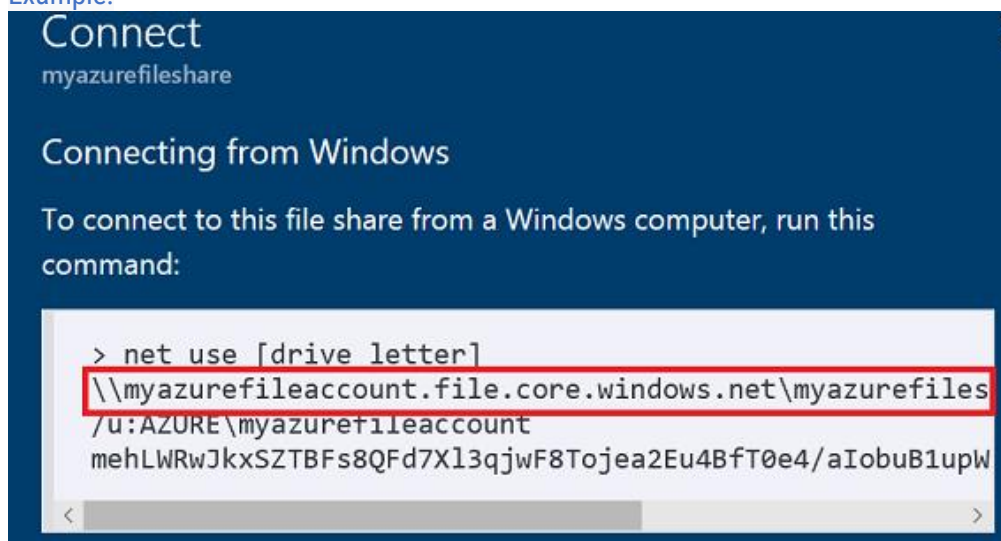 Example:
Connect
myazurefileshare
Connecting from Windows
To connect to this file share from a Windows computer, run this
command:
> net use [drive letter]
\\myazurefileaccount.file.core.windows.net\myazurefiles
/u:AZURE\myazurefileaccount
mehLWRwJkxSZTBFs8QFd7Xl3qjwF8Tojea2Eu4BfT0e4/aIobuB1upW